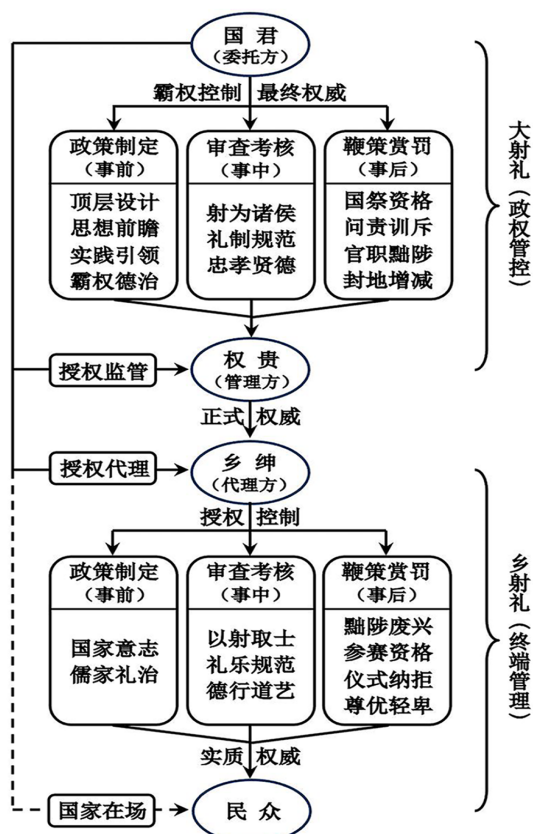 国 君
（委托方）
霸权控制 最终权威
政策制定
（事前）
顶层设计
思想前瞻
实践引领
霸权德治
审查考核
（事中）
射为诸侯
礼制规范
忠孝贤德
鞭策赏罚
（事后）
国祭资格
问责训斥
官职黜陟
封地增减
大射礼（政权管控）
授权监管
权 贵
（管理方）
正式 权威
授权代理
乡 绅
（代理方）
授权 控制
政策制定
（事前）
国家意志
儒家礼治
审查考核
（事中）
以射取士
礼乐规范
德行道艺
鞭策赏罚
（事后）
黜陟废兴
参赛资格
仪式纳拒
尊优轻卑
乡射礼（终端管理）
实质 权威
国家在场
民 众